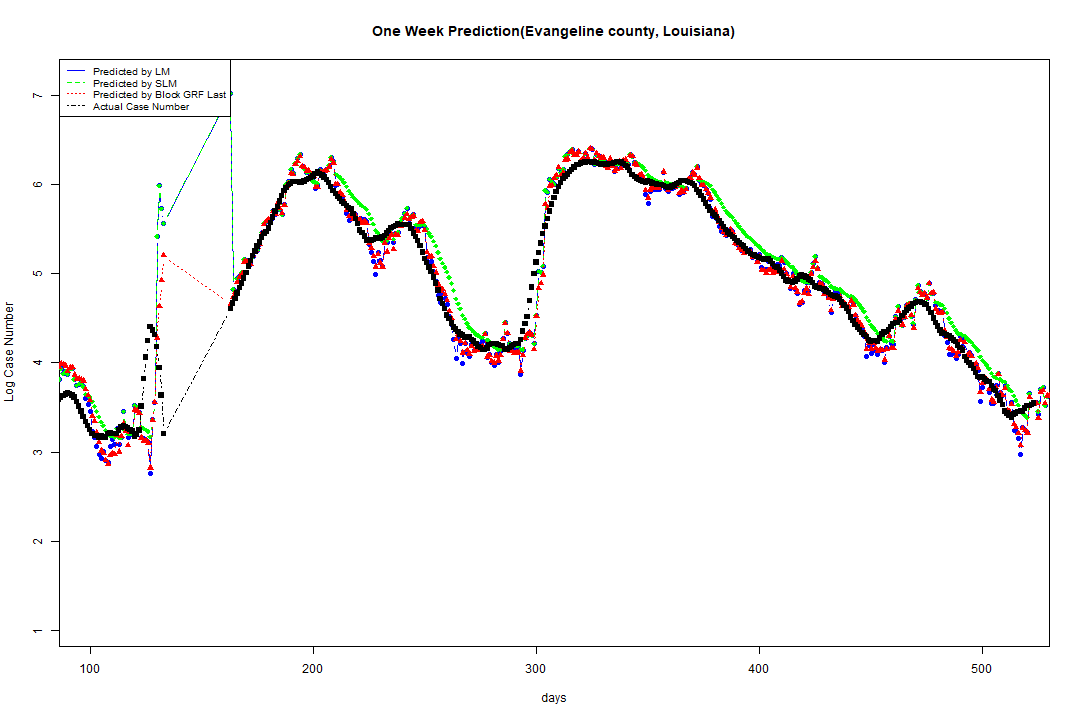 One Week Prediction(Evangeline county, Louisiana)
Predicted by LM
Predicted by SLM
Predicted by Block GRF Last
Actual Case Number
Log Case Number
7
6
5
4
3
2
1
100 200 300 400 500
days